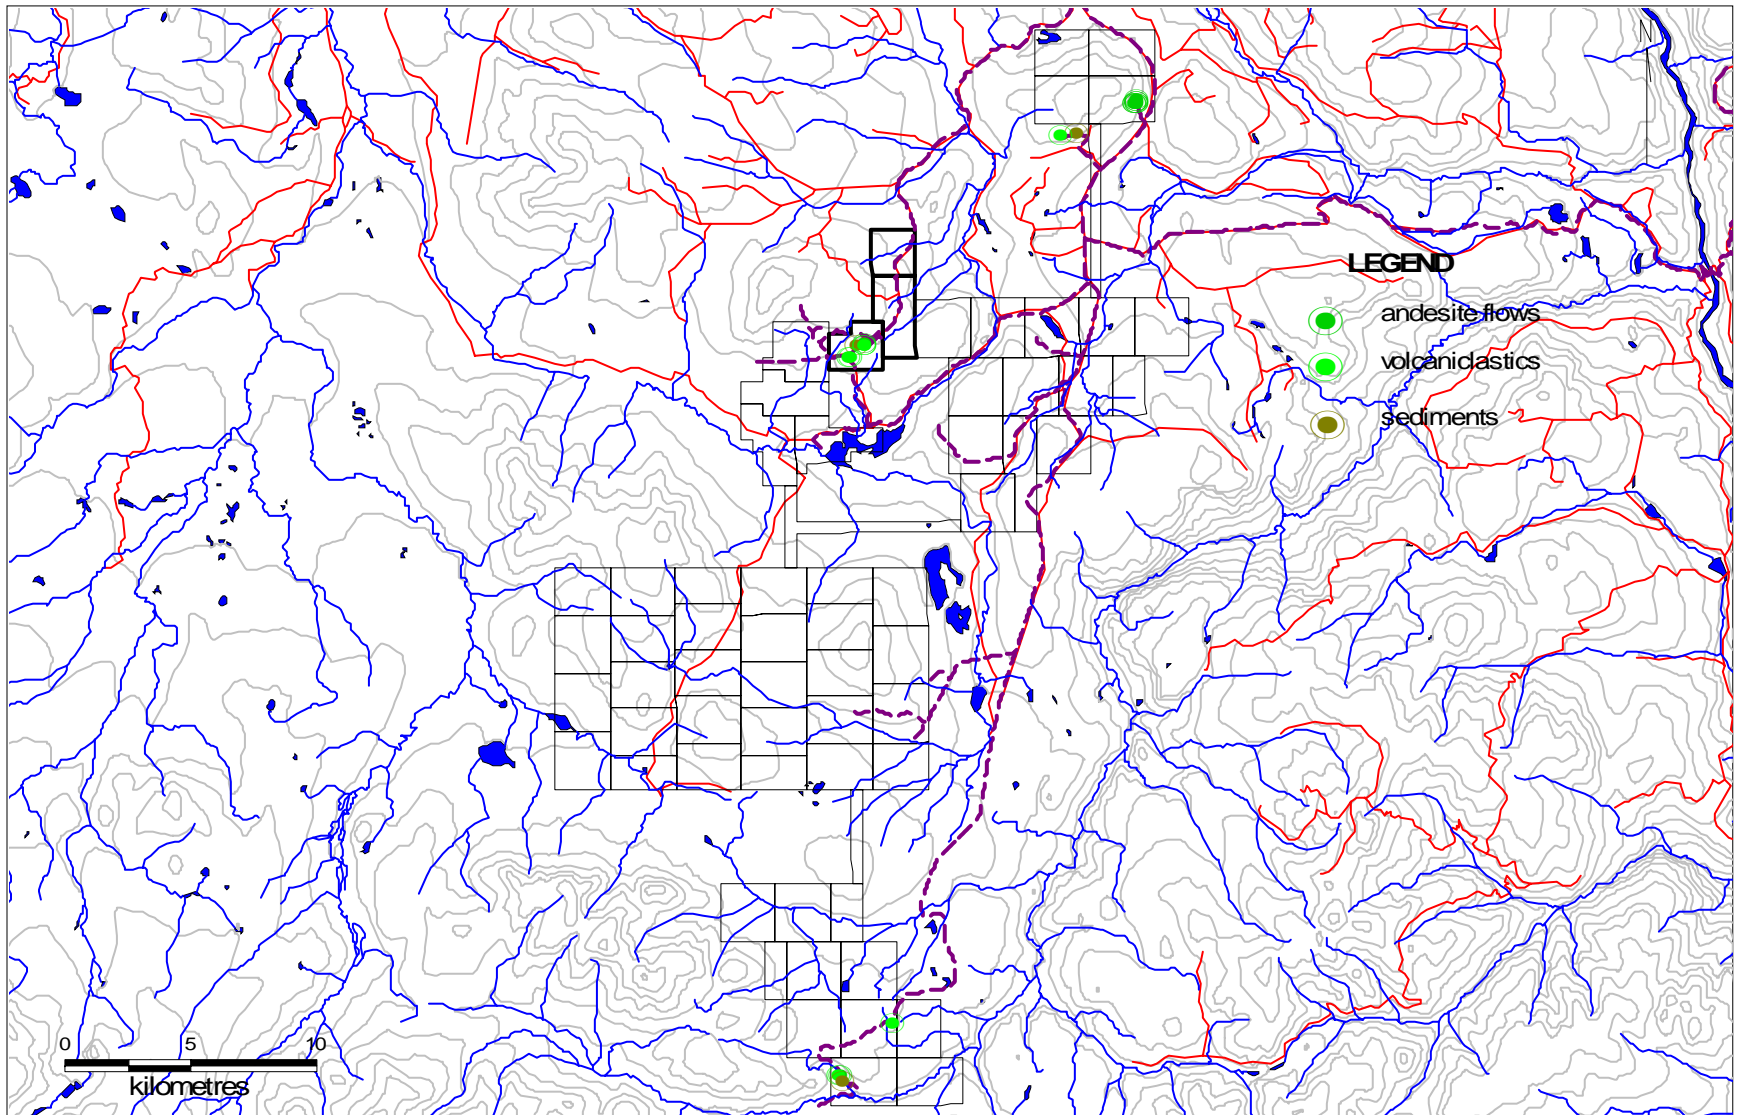 N
LEGEND
andesite flows
volcaniclastics
sediments
0 5 10
kilometres